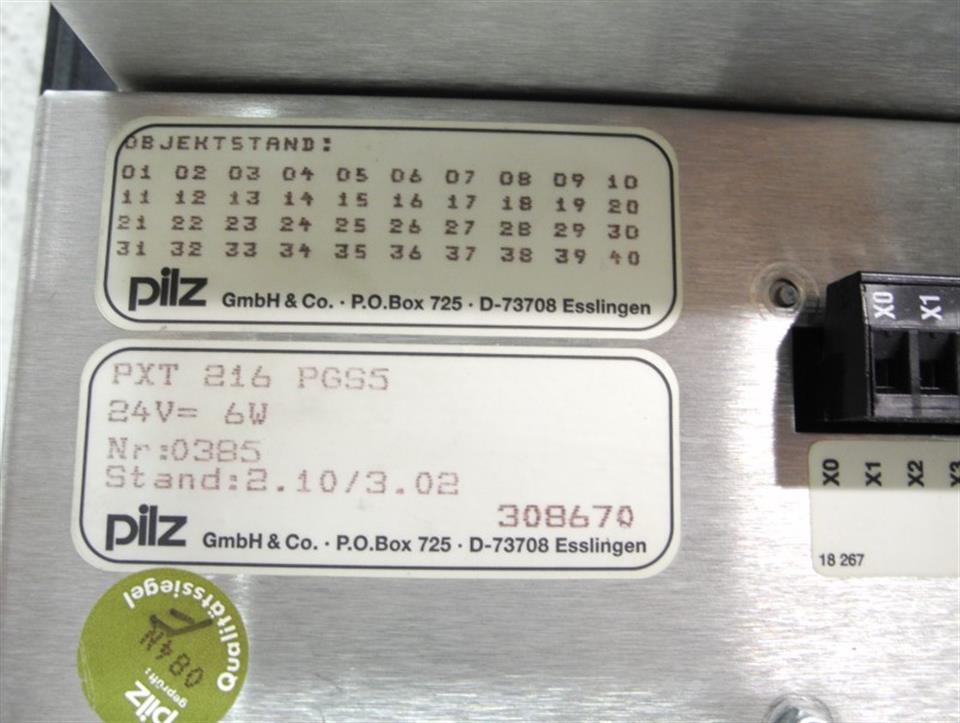 OBJEKTSTAND:
01 02 03 04 05 06 07 08 09 10
11 12 13 14 15 16 17 18 19 20
21 22 23 24 25 26 27 28 29 30
31 32 33 34 35 36 37 38 39 40
pilz GmbH & Co. · P.O.Box 725 · D-73708 Esslingen
PXT 216 PGS5
24V= 6W
Nr:0385
Stand:2.10/3.02
308670
pilz GmbH & Co. · P.O.Box 725 · D-73708 Esslingen
X0 X1
X0 X1 X2 X3
18 267
Qualitätssiegel
084N
geprüft:
pilz